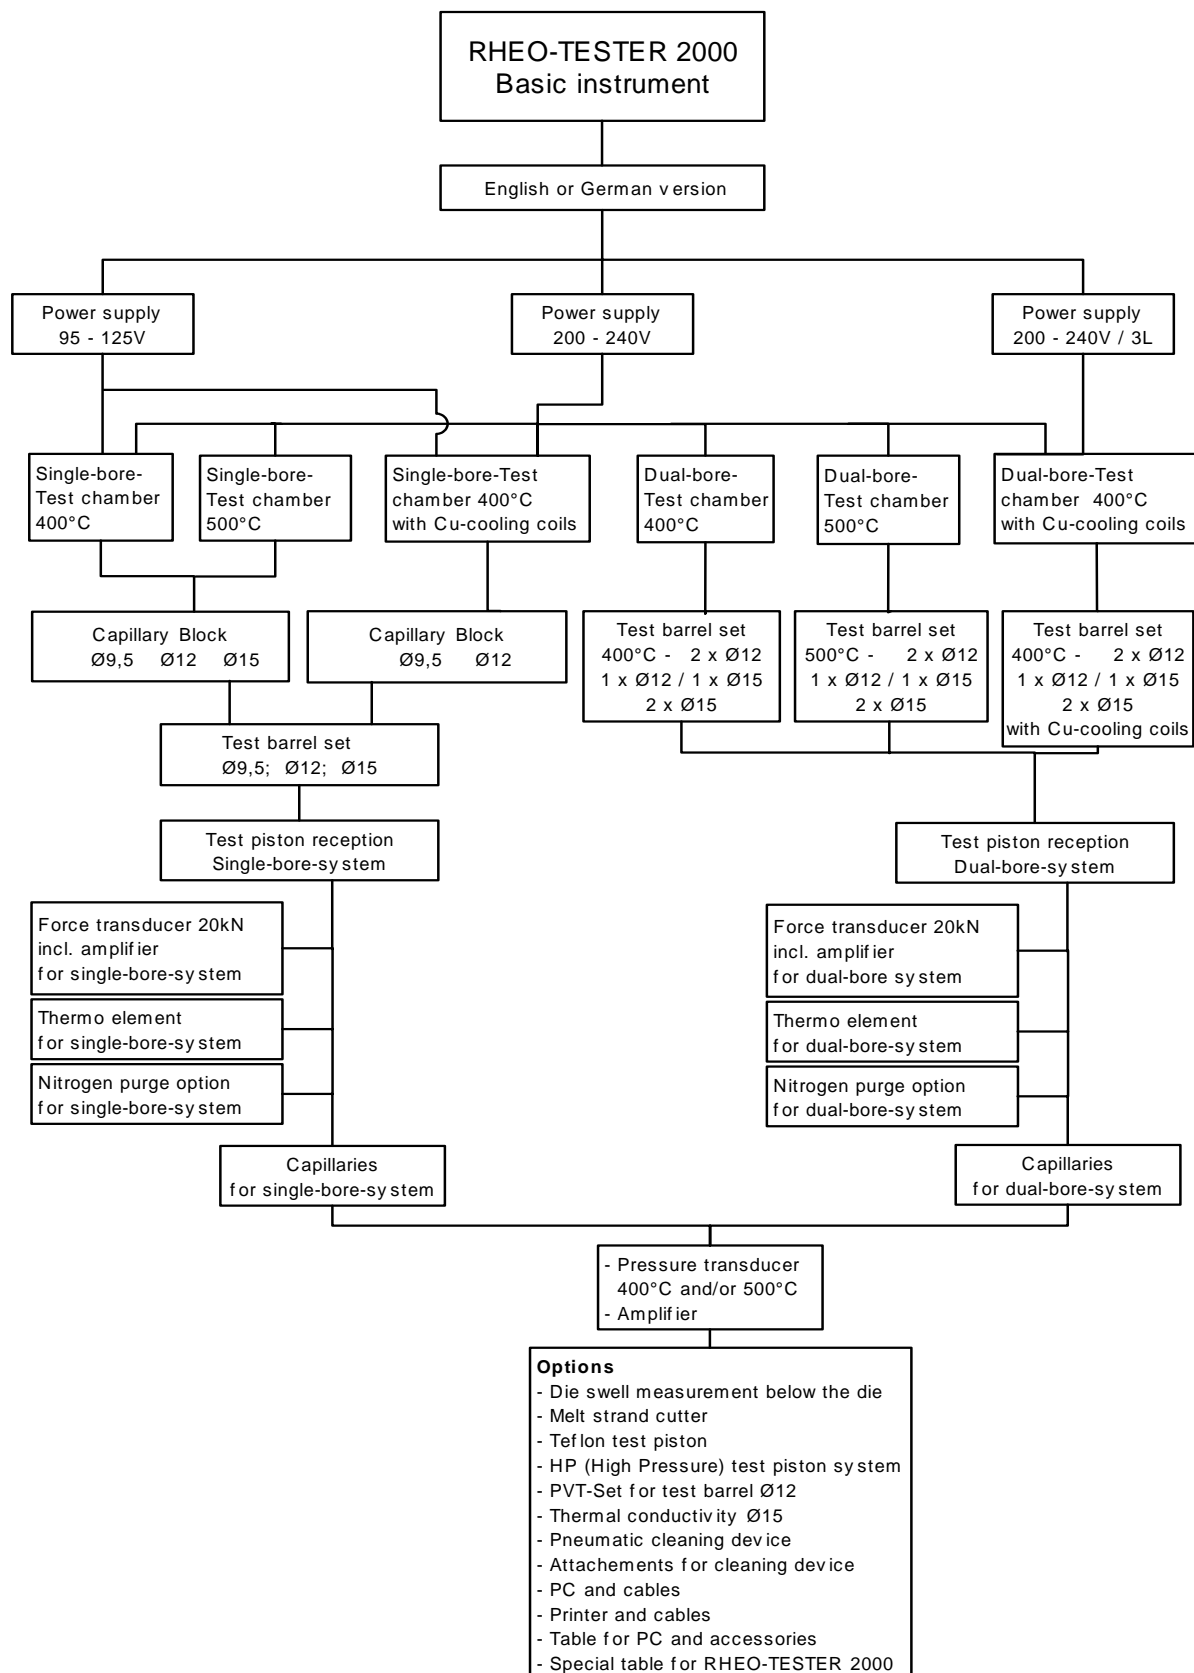 RHEO-TESTER 2000
Basic instrument
English or German version
Power supply
95 - 125V
Power supply
200 - 240V
Power supply
200 - 240V / 3L
Single-bore-
Test chamber
400°C
Single-bore-
Test chamber
500°C
Single-bore-Test
chamber 400°C
with Cu-cooling coils
Dual-bore-
Test chamber
400°C
Dual-bore-
Test chamber
500°C
Dual-bore-Test
chamber 400°C
with Cu-cooling coils
Capillary Block
Ø9,5 Ø12 Ø15
Capillary Block
Ø9,5 Ø12
Test barrel set
400°C - 2 x Ø12
1 x Ø12 / 1 x Ø15
2 x Ø15
Test barrel set
500°C - 2 x Ø12
1 x Ø12 / 1 x Ø15
2 x Ø15
Test barrel set
400°C - 2 x Ø12
1 x Ø12 / 1 x Ø15
2 x Ø15
with Cu-cooling coils
Test barrel set
Ø9,5; Ø12; Ø15
Test piston reception
Single-bore-system
Test piston reception
Dual-bore-system
Force transducer 20kN
incl. amplifier
for single-bore-system
Thermo element
for single-bore-system
Nitrogen purge option
for single-bore-system
Force transducer 20kN
incl. amplifier
for dual-bore system
Thermo element
for dual-bore-system
Nitrogen purge option
for dual-bore-system
Capillaries
for single-bore-system
Capillaries
for dual-bore-system
- Pressure transducer
400°C and/or 500°C
- Amplifier
Options
- Die swell measurement below the die
- Melt strand cutter
- Teflon test piston
- HP (High Pressure) test piston system
- PVT-Set for test barrel Ø12
- Thermal conductivity Ø15
- Pneumatic cleaning device
- Attachements for cleaning device
- PC and cables
- Printer and cables
- Table for PC and accessories
- Special table for RHEO-TESTER 2000